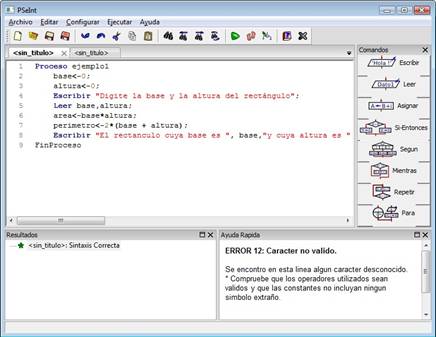 PSeInt
Archivo Editar Configurar Ejecutar Ayuda
<sin_titulo> <sin_titulo>
1 Proceso ejemplo1
2 base<-0;
3 altura<-0;
4 Escribir "Digite la base y la altura del rectángulo";
5 Leer base,altura;
6 area<-base*altura;
7 perimetro<-2*(base + altura);
8 Escribir "El rectangulo cuya base es ", base,"y cuya altura es "
9 FinProceso
Comandos
'Hola !' Escribir
Dato1 Leer
A←B+1 Asignar
Si-Entonces
Segun
Mientras
Repetir
Para
Resultados
<sin_titulo>: Sintaxis Correcta
Ayuda Rapida
ERROR 12: Caracter no valido.
Se encontro en esta linea algun caracter desconocido.
* Compruebe que los operadores utilizados sean
validos y que las constantes no incluyan ningun
simbolo extraño.